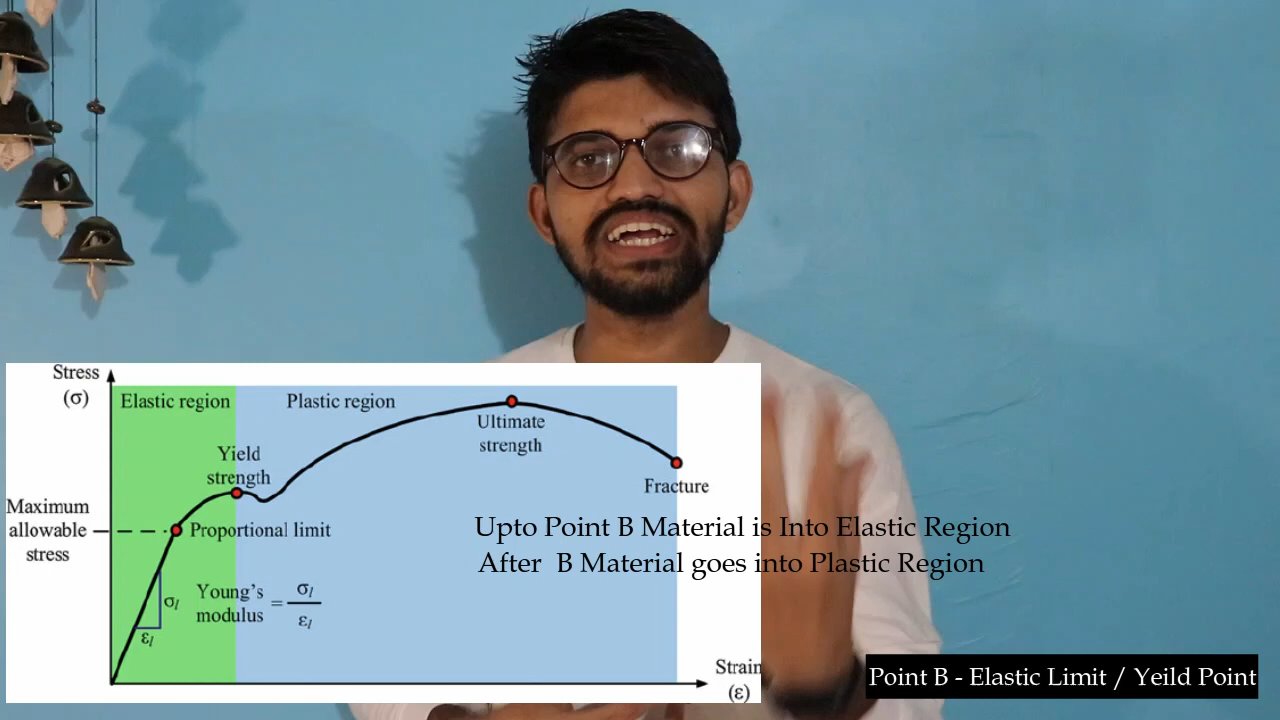 Stress
(σ)
Elastic region
Plastic region
Ultimate
strength
Yield
strength
Fracture
Maximum
allowable
stress
Proportional limit
Upto Point B Material is Into Elastic Region
After B Material goes into Plastic Region
Young's
modulus = σl / εl
σl
εl
Strain
(ε)
Point B - Elastic Limit / Yeild Point